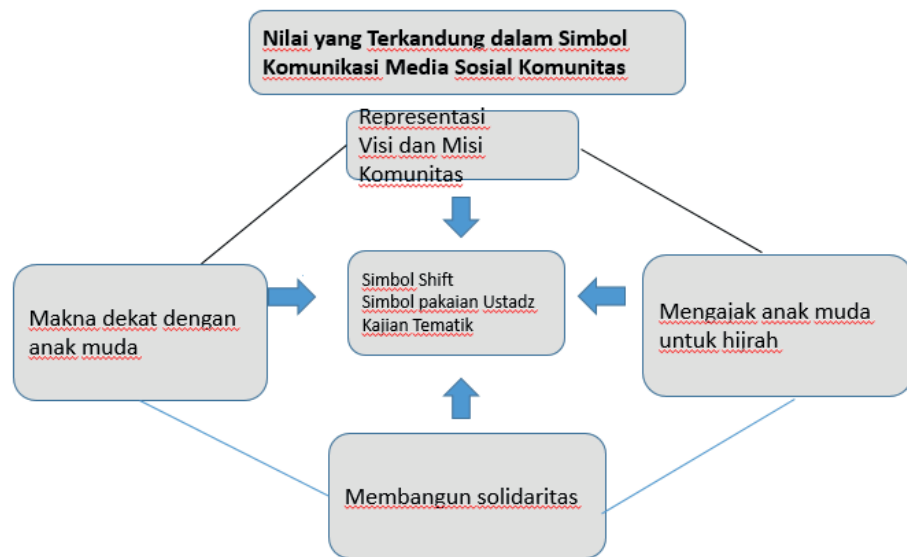 Nilai yang Terkandung dalam Simbol
Komunikasi Media Sosial Komunitas
Representasi
Visi dan Misi
Komunitas
Simbol Shift
Simbol pakaian Ustadz
Kajian Tematik
Makna dekat dengan
anak muda
Mengajak anak muda
untuk hijrah
Membangun solidaritas